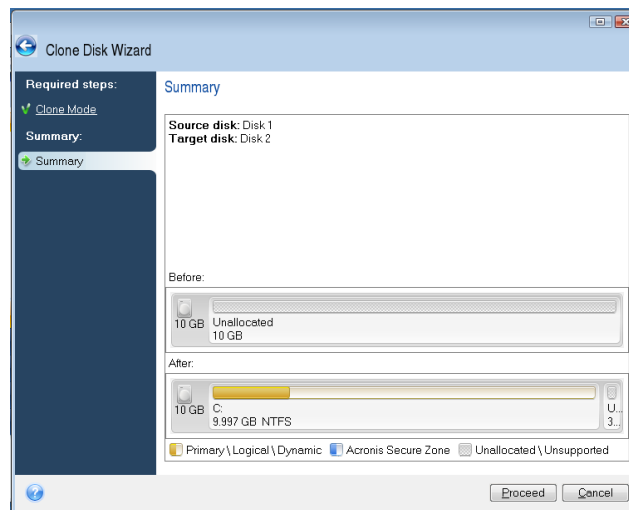 Clone Disk Wizard
Required steps:
Clone Mode
Summary:
Summary
Summary
Source disk: Disk 1
Target disk: Disk 2
Before:
10 GB
Unallocated
10 GB
After:
10 GB
C:
9.997 GB NTFS
U...
3...
Primary \ Logical \ Dynamic
Acronis Secure Zone
Unallocated \ Unsupported
?
Proceed
Cancel